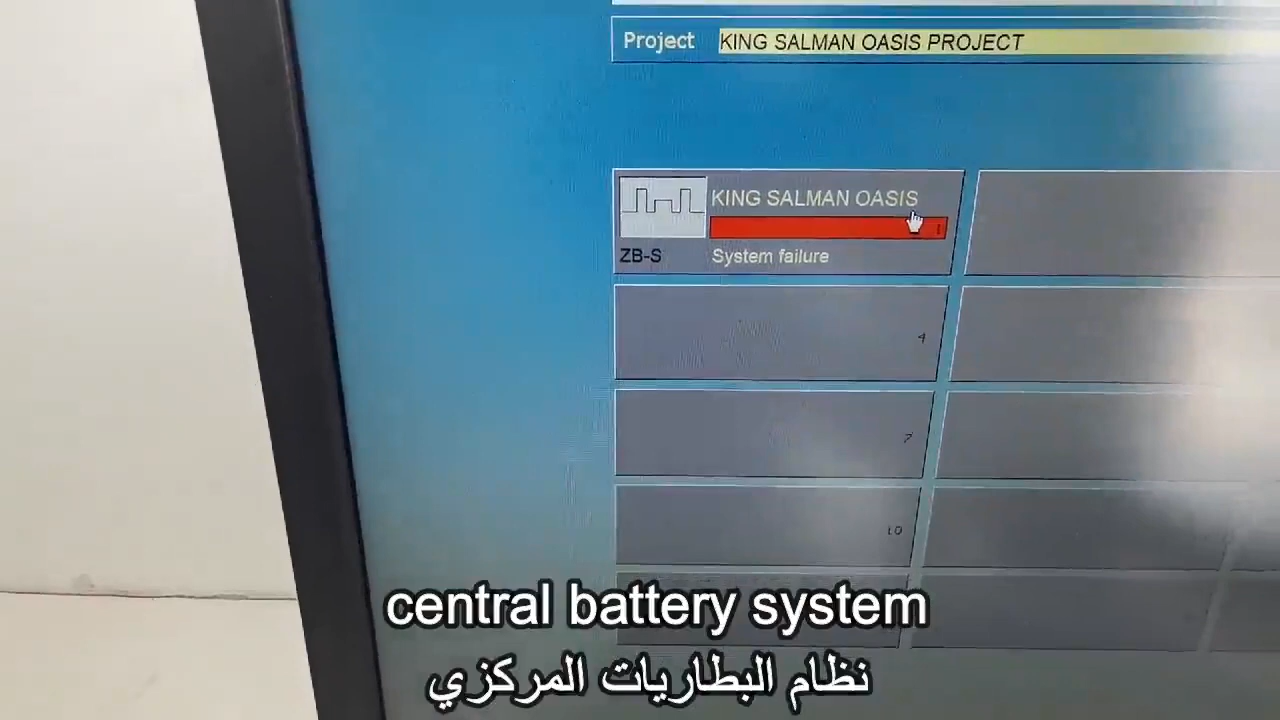 Project KING SALMAN OASIS PROJECT
KING SALMAN OASIS
ZB-S System failure
4
7
10
central battery system
نظام البطاريات المركزي